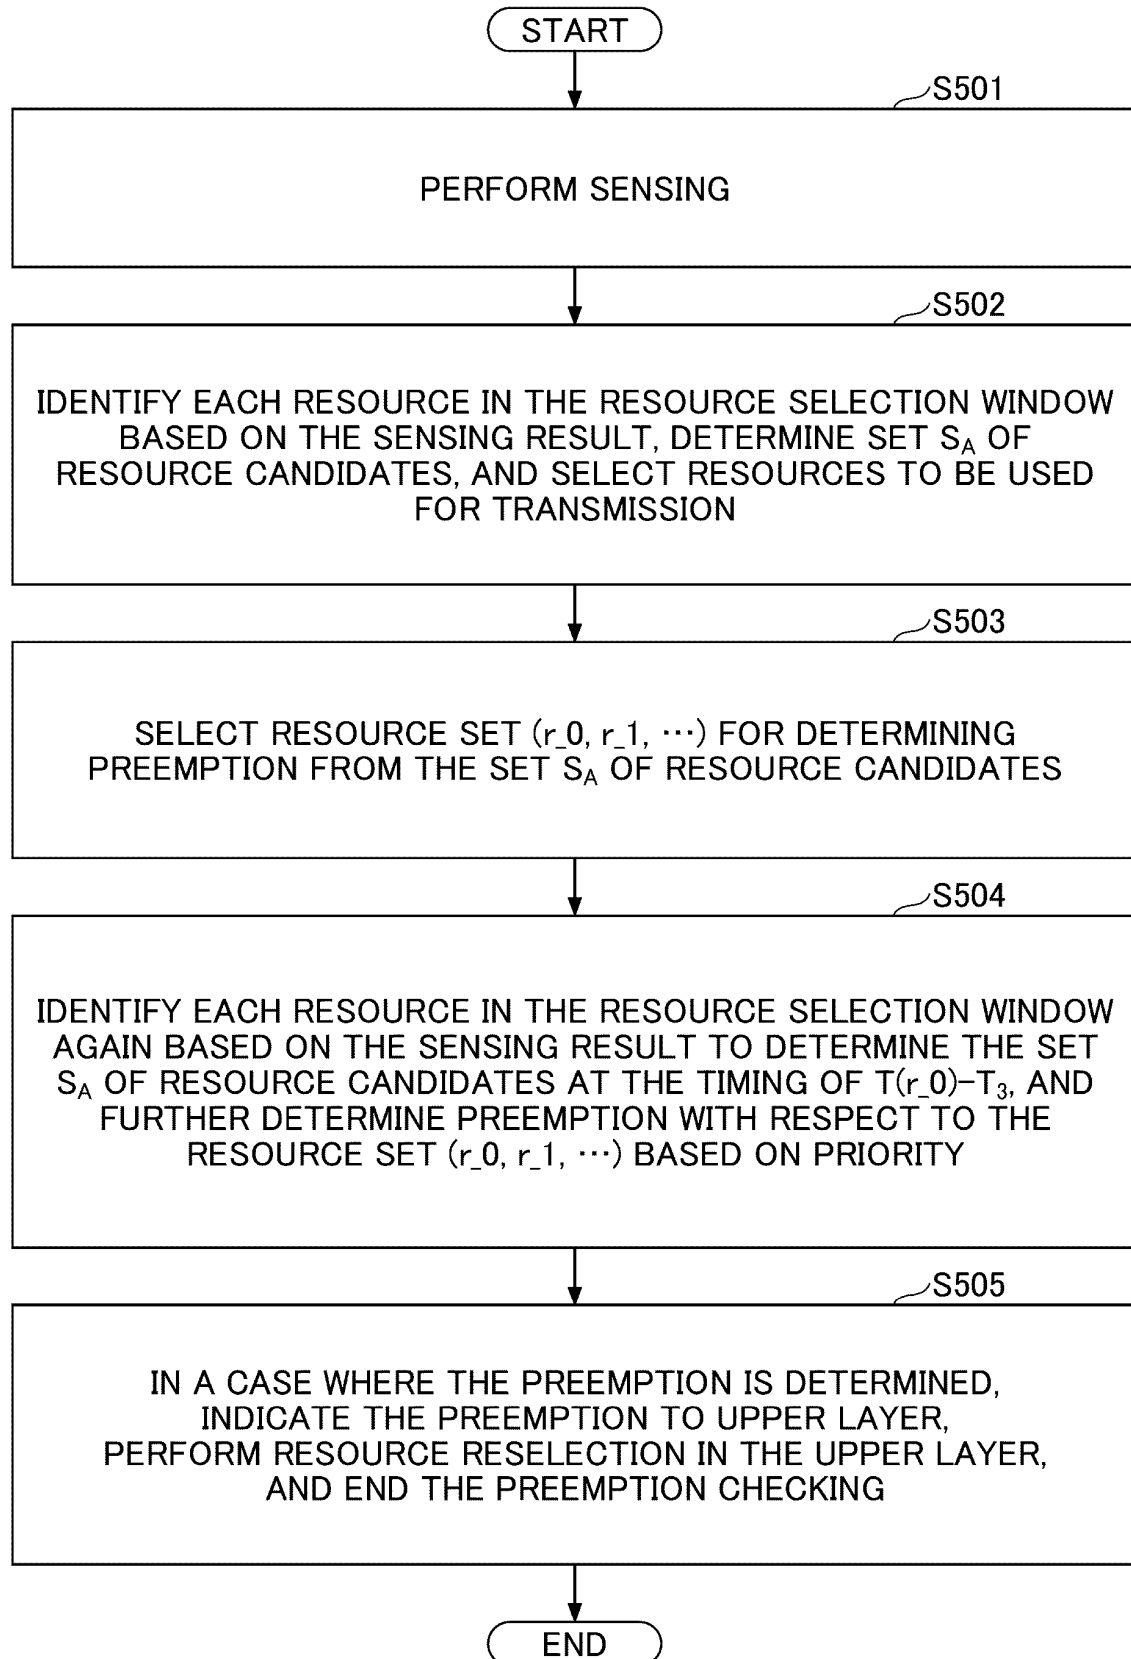 START
S501
PERFORM SENSING
S502
IDENTIFY EACH RESOURCE IN THE RESOURCE SELECTION WINDOW
BASED ON THE SENSING RESULT, DETERMINE SET S_A OF
RESOURCE CANDIDATES, AND SELECT RESOURCES TO BE USED
FOR TRANSMISSION
S503
SELECT RESOURCE SET (r_0, r_1, ⋯) FOR DETERMINING
PREEMPTION FROM THE SET S_A OF RESOURCE CANDIDATES
S504
IDENTIFY EACH RESOURCE IN THE RESOURCE SELECTION WINDOW
AGAIN BASED ON THE SENSING RESULT TO DETERMINE THE SET
S_A OF RESOURCE CANDIDATES AT THE TIMING OF T(r_0)-T_3, AND
FURTHER DETERMINE PREEMPTION WITH RESPECT TO THE
RESOURCE SET (r_0, r_1, ⋯) BASED ON PRIORITY
S505
IN A CASE WHERE THE PREEMPTION IS DETERMINED,
INDICATE THE PREEMPTION TO UPPER LAYER,
PERFORM RESOURCE RESELECTION IN THE UPPER LAYER,
AND END THE PREEMPTION CHECKING
END